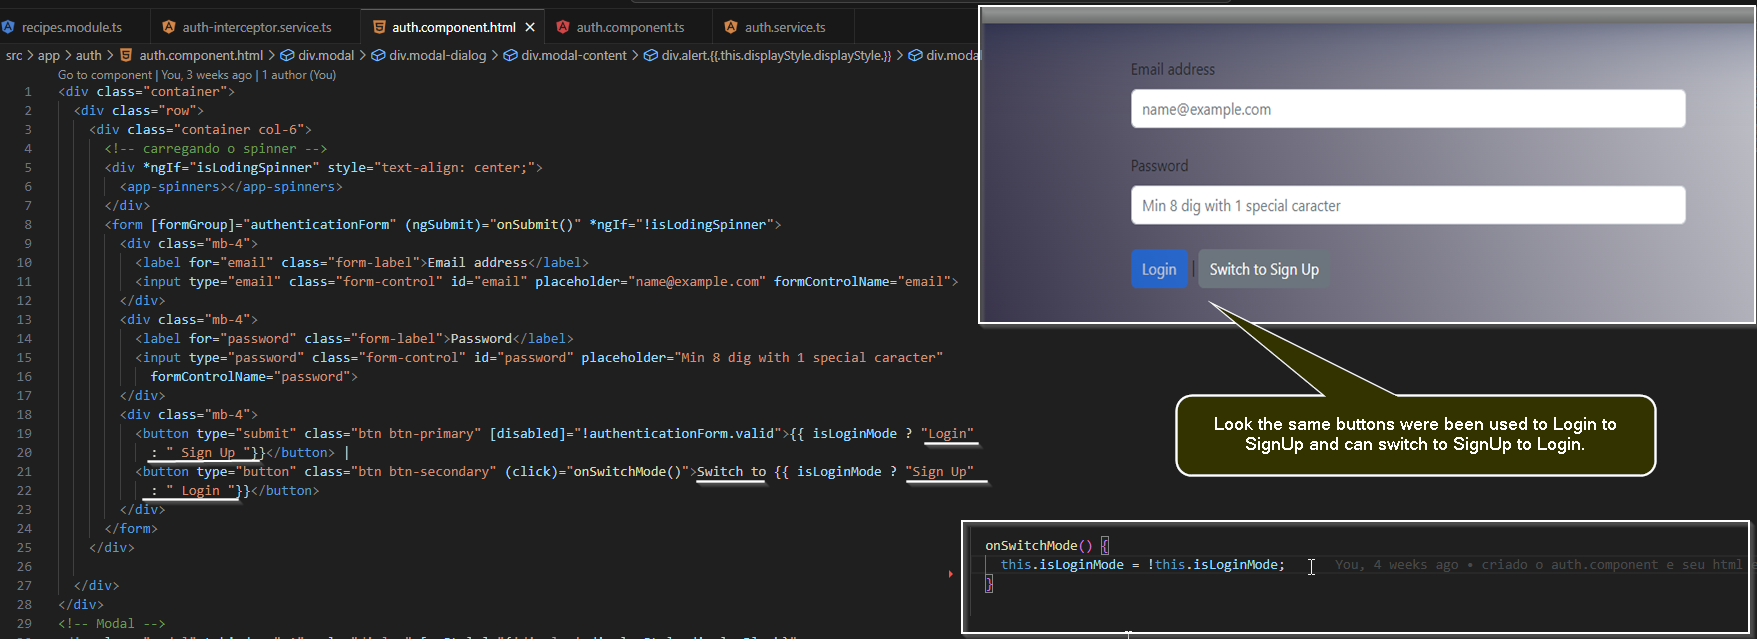 recipes.module.ts
auth-interceptor.service.ts
auth.component.html
auth.component.ts
auth.service.ts
src > app > auth > auth.component.html > div.modal > div.modal-dialog > div.modal-content > div.alert.{{.this.displayStyle.displayStyle.}} > div.moda
Go to component | You, 3 weeks ago | 1 author (You)
1 <div class="container">
2 <div class="row">
3 <div class="container col-6">
4 <!-- carregando o spinner -->
5 <div *ngIf="isLodingSpinner" style="text-align: center;">
6 <app-spinners></app-spinners>
7 </div>
8 <form [formGroup]="authenticationForm" (ngSubmit)="onSubmit()" *ngIf="!isLodingSpinner">
9 <div class="mb-4">
10 <label for="email" class="form-label">Email address</label>
11 <input type="email" class="form-control" id="email" placeholder="name@example.com" formControlName="email">
12 </div>
13 <div class="mb-4">
14 <label for="password" class="form-label">Password</label>
15 <input type="password" class="form-control" id="password" placeholder="Min 8 dig with 1 special caracter"
16 formControlName="password">
17 </div>
18 <div class="mb-4">
19 <button type="submit" class="btn btn-primary" [disabled]="!authenticationForm.valid">{{ isLoginMode ? "Login"
20 : " Sign Up "}}</button> |
21 <button type="button" class="btn btn-secondary" (click)="onSwitchMode()">Switch to {{ isLoginMode ? "Sign Up"
22 : " Login "}}</button>
23 </div>
24 </form>
25 </div>
26
27 </div>
28 </div>
29 <!-- Modal -->
Email address
name@example.com
Password
Min 8 dig with 1 special caracter
Login | Switch to Sign Up
Look the same buttons were been used to Login to
SignUp and can switch to SignUp to Login.
onSwitchMode() {
this.isLoginMode = !this.isLoginMode; You, 4 weeks ago • criado o auth.component e seu html e
}